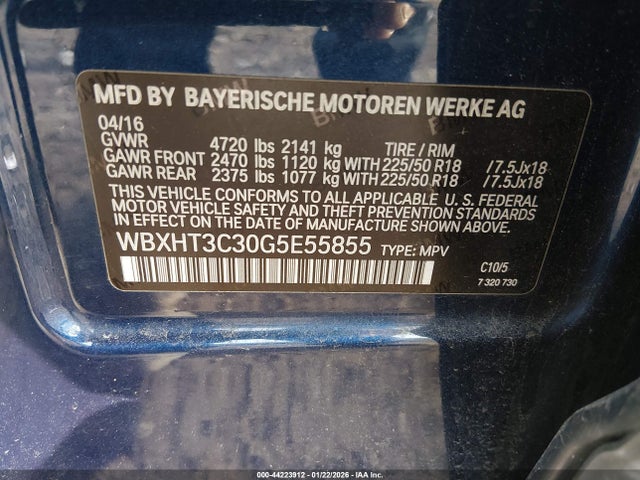 MFD BY BAYERISCHE MOTOREN WERKE AG
04/16
GVWR 4720 lbs 2141 kg TIRE / RIM
GAWR FRONT 2470 lbs 1120 kg WITH 225/50 R18 /7.5Jx18
GAWR REAR 2375 lbs 1077 kg WITH 225/50 R18 /7.5Jx18
THIS VEHICLE CONFORMS TO ALL APPLICABLE U. S. FEDERAL
MOTOR VEHICLE SAFETY AND THEFT PREVENTION STANDARDS
IN EFFECT ON THE DATE OF MANUFACTURE SHOWN ABOVE.
WBXHT3C30G5E55855 TYPE: MPV
C10/5
7 320 730
000-44223912 - 01/22/2026 - IAA Inc.